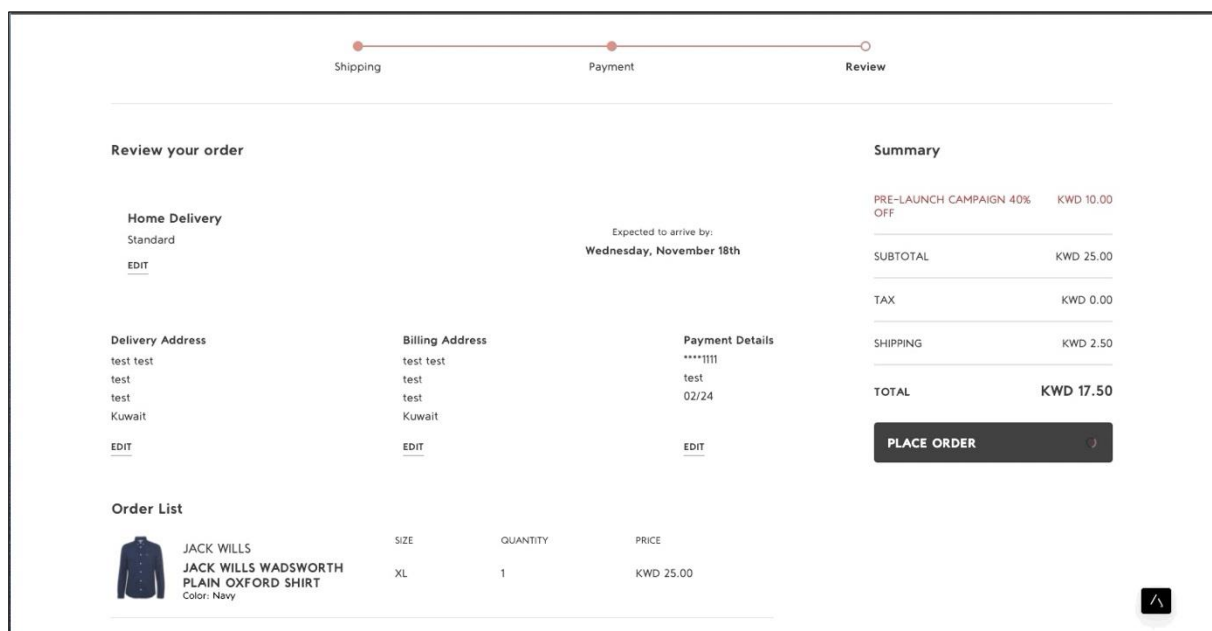 Shipping
Payment
Review
Review your order
Home Delivery
Standard
EDIT
Expected to arrive by:
Wednesday, November 18th
Delivery Address
test test
test
test
Kuwait
EDIT
Billing Address
test test
test
test
Kuwait
EDIT
Payment Details
****1111
test
02/24
EDIT
Order List
SIZE
QUANTITY
PRICE
JACK WILLS
JACK WILLS WADSWORTH
PLAIN OXFORD SHIRT
Color: Navy
XL
1
KWD 25.00
Summary
PRE-LAUNCH CAMPAIGN 40% KWD 10.00
OFF
SUBTOTAL KWD 25.00
TAX KWD 0.00
SHIPPING KWD 2.50
TOTAL KWD 17.50
PLACE ORDER